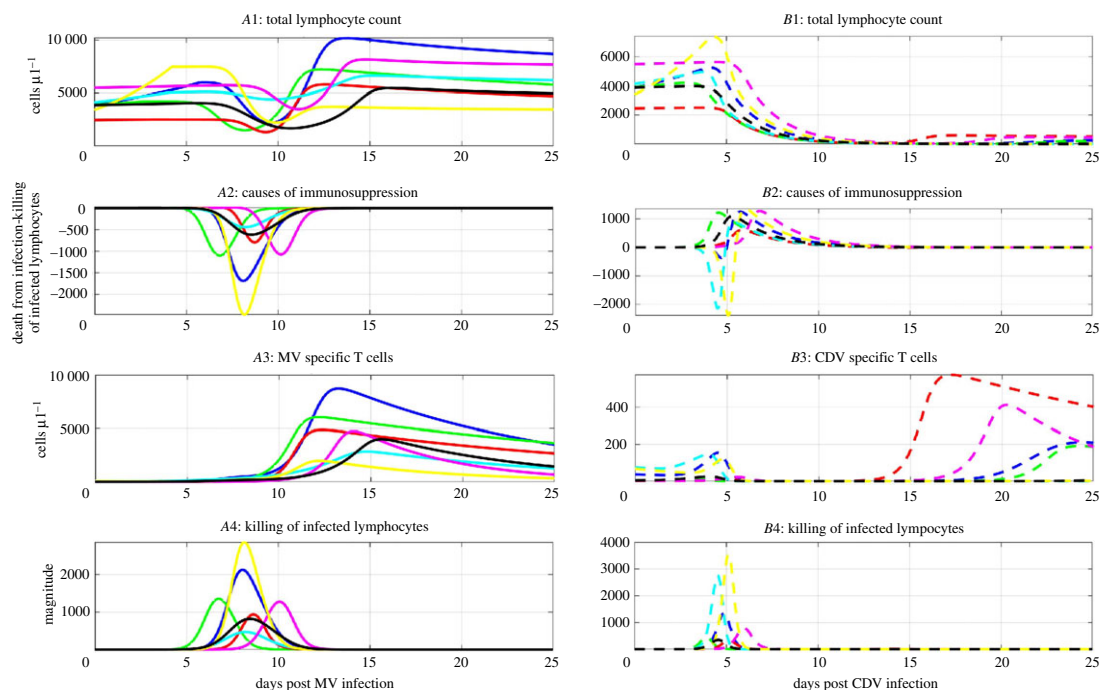 A1: total lymphocyte count
10 000
5000
cells µl−1
0 5 10 15 20 25
A2: causes of immunosuppression
0
−500
−1000
−1500
−2000
death from infection-killing
of infected lymphocytes
0 5 10 15 20 25
A3: MV specific T cells
10 000
5000
0
cells µl−1
0 5 10 15 20 25
A4: killing of infected lymphocytes
2000
1000
0
magnitude
0 5 10 15 20 25
days post MV infection
B1: total lymphocyte count
6000
4000
2000
0
0 5 10 15 20 25
B2: causes of immunosuppression
1000
0
−1000
−2000
0 5 10 15 20 25
B3: CDV specific T cells
400
200
0
0 5 10 15 20 25
B4: killing of infected lympocytes
4000
3000
2000
1000
0
0 5 10 15 20 25
days post CDV infection